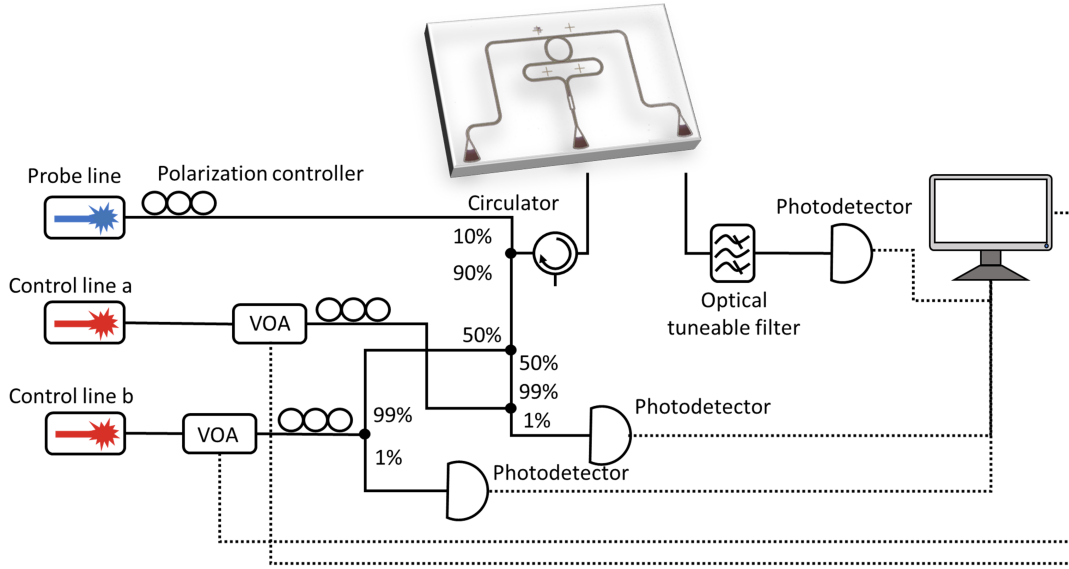 Probe line
Polarization controller
Circulator
10%
90%
Photodetector
Optical
tuneable filter
Control line a
VOA
50%
50%
99%
1%
Photodetector
Control line b
VOA
99%
1%
Photodetector